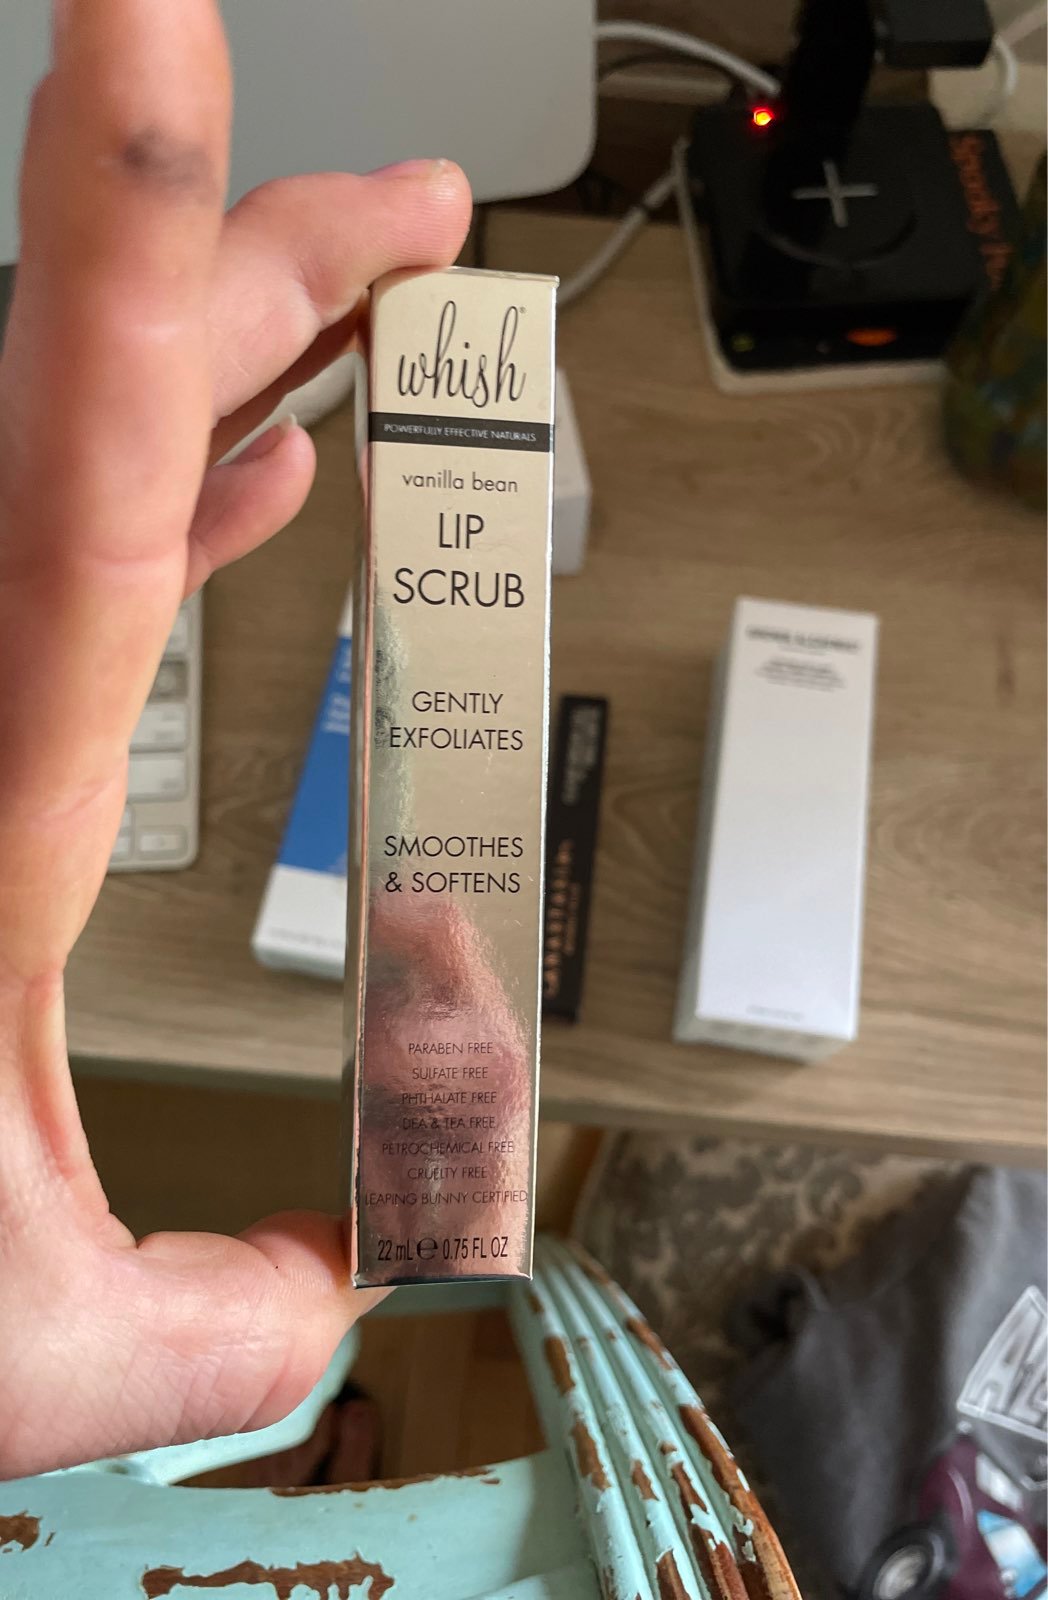 whish®
POWERFULLY EFFECTIVE NATURALS
vanilla bean
LIP
SCRUB
GENTLY
EXFOLIATES
SMOOTHES
& SOFTENS
PARABEN FREE
SULFATE FREE
PHTHALATE FREE
DEA & TEA FREE
PETROCHEMICAL FREE
CRUELTY FREE
LEAPING BUNNY CERTIFIED
22 mL ℮ 0.75 FL OZ
ANASTASIA